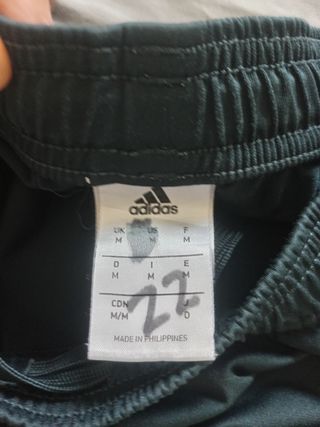 adidas
UK US F
M M M
D I E
M M M
CDN J
M/M O
22
MADE IN PHILIPPINES